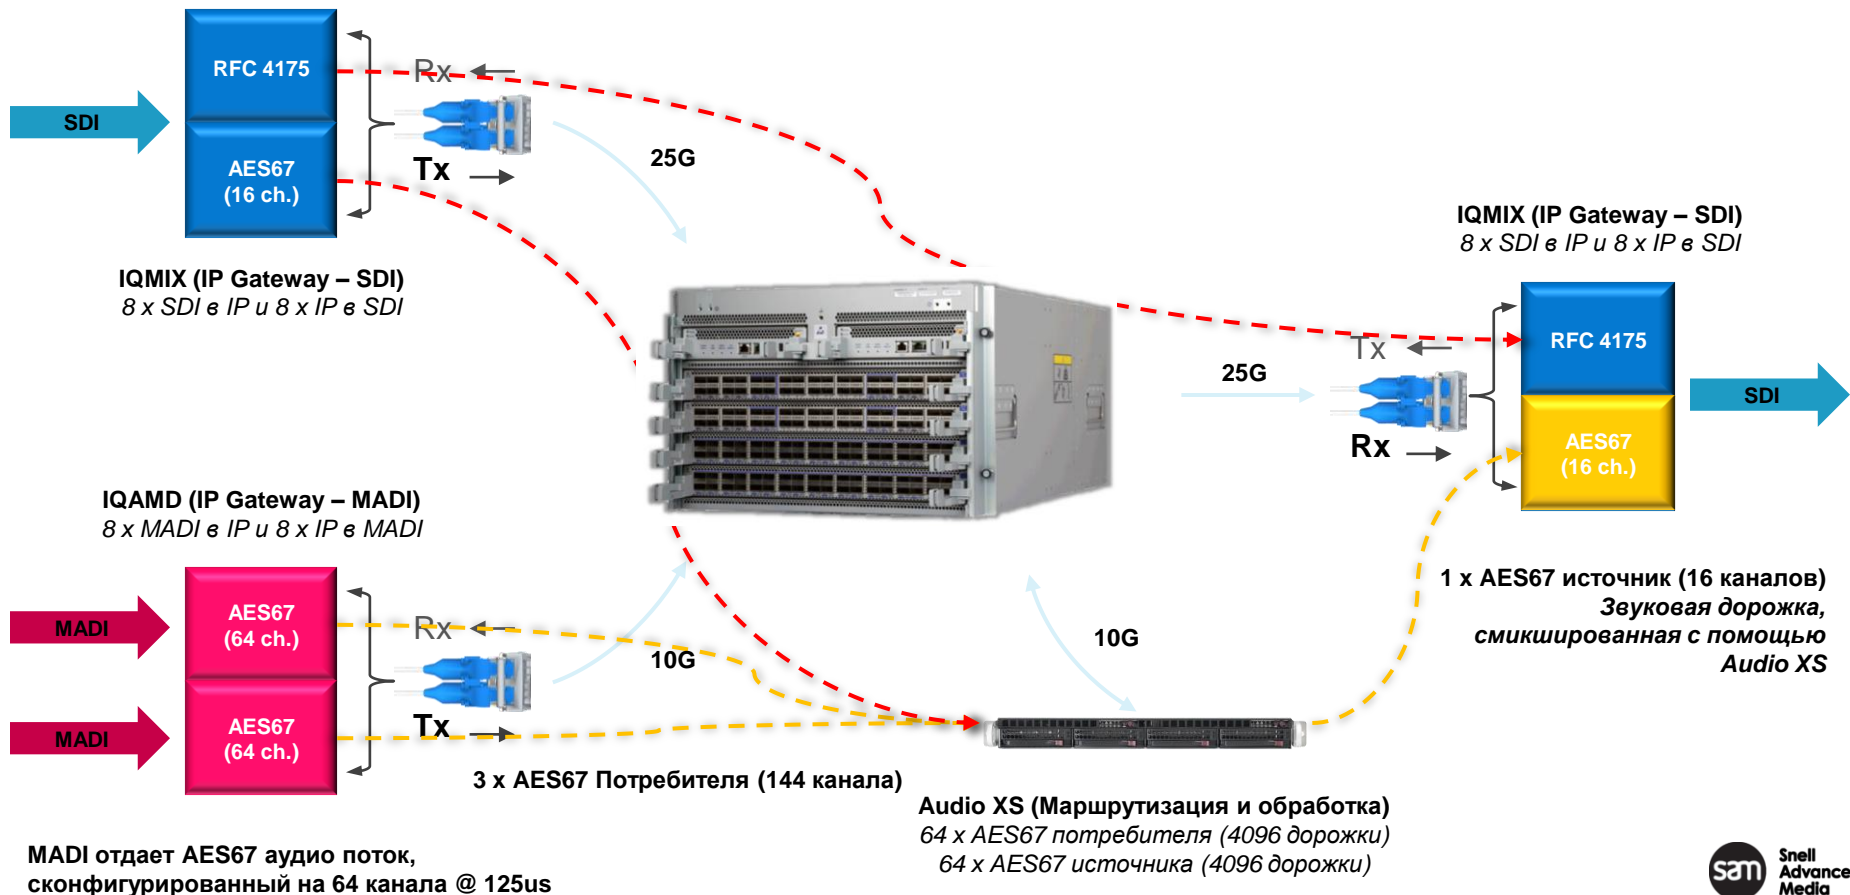 RFC 4175
SDI
AES67
(16 ch.)
Rx
Tx
25G
IQMIX (IP Gateway – SDI)
8 x SDI в IP и 8 x IP в SDI
IQMIX (IP Gateway – SDI)
8 x SDI в IP и 8 x IP в SDI
RFC 4175
Tx
25G
Rx
SDI
AES67
(16 ch.)
IQAMD (IP Gateway – MADI)
8 x MADI в IP и 8 x IP в MADI
MADI
AES67
(64 ch.)
Rx
10G
Tx
MADI
AES67
(64 ch.)
10G
1 x AES67 источник (16 каналов)
Звуковая дорожка,
смикшированная с помощью
Audio XS
3 x AES67 Потребителя (144 канала)
Audio XS (Маршрутизация и обработка)
64 x AES67 потребителя (4096 дорожки)
64 x AES67 источника (4096 дорожки)
MADI отдает AES67 аудио поток,
сконфигурированный на 64 канала @ 125us
sam
Snell
Advance
Media